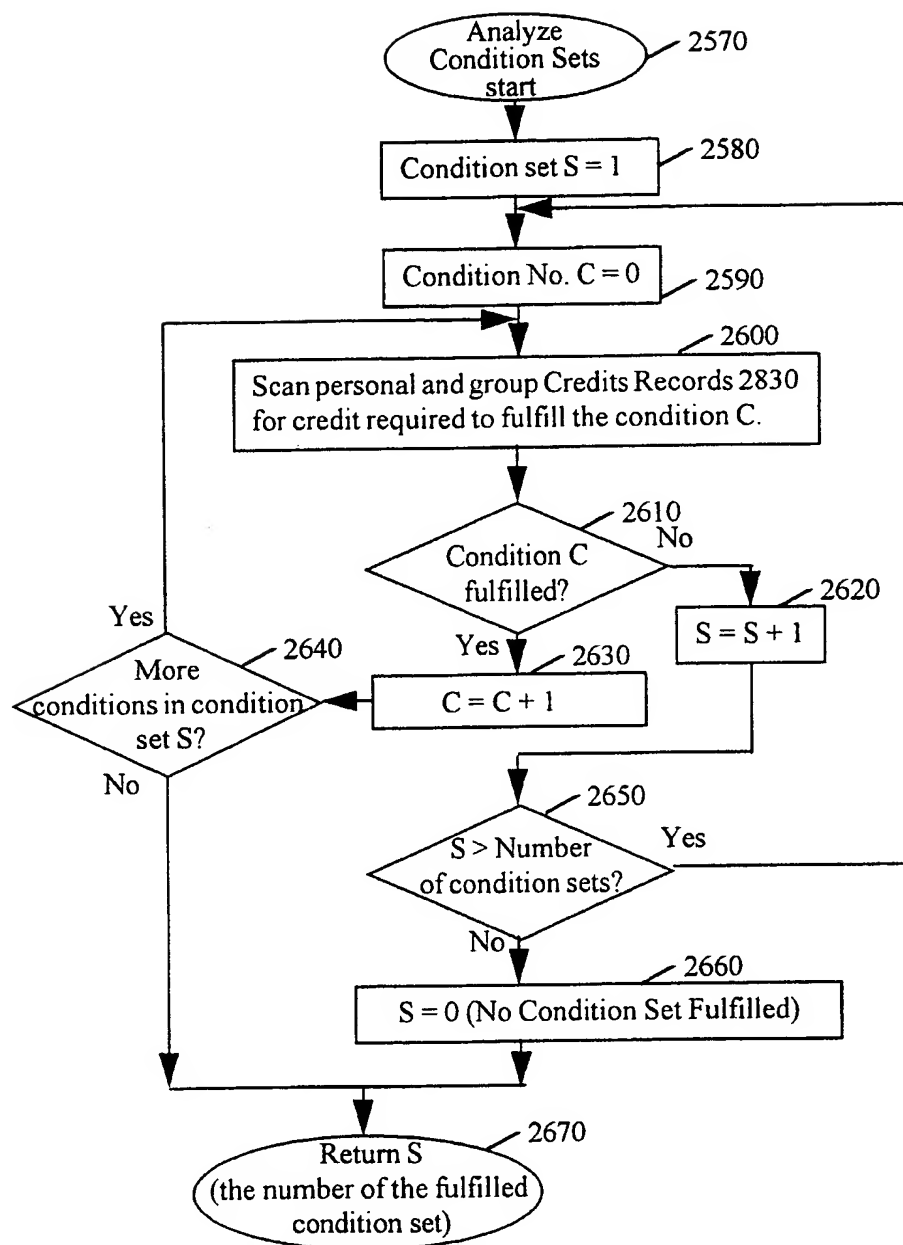 Analyze
Condition Sets
start
2570
Condition set S = 1
2580
Condition No. C = 0
2590
2600
Scan personal and group Credits Records 2830
for credit required to fulfill the condition C.
2610
Condition C
fulfilled?
No
2620
S = S + 1
Yes
2630
C = C + 1
Yes
2640
More
conditions in condition
set S?
No
2650
S > Number
of condition sets?
Yes
No
2660
S = 0 (No Condition Set Fulfilled)
2670
Return S
(the number of the fulfilled
condition set)